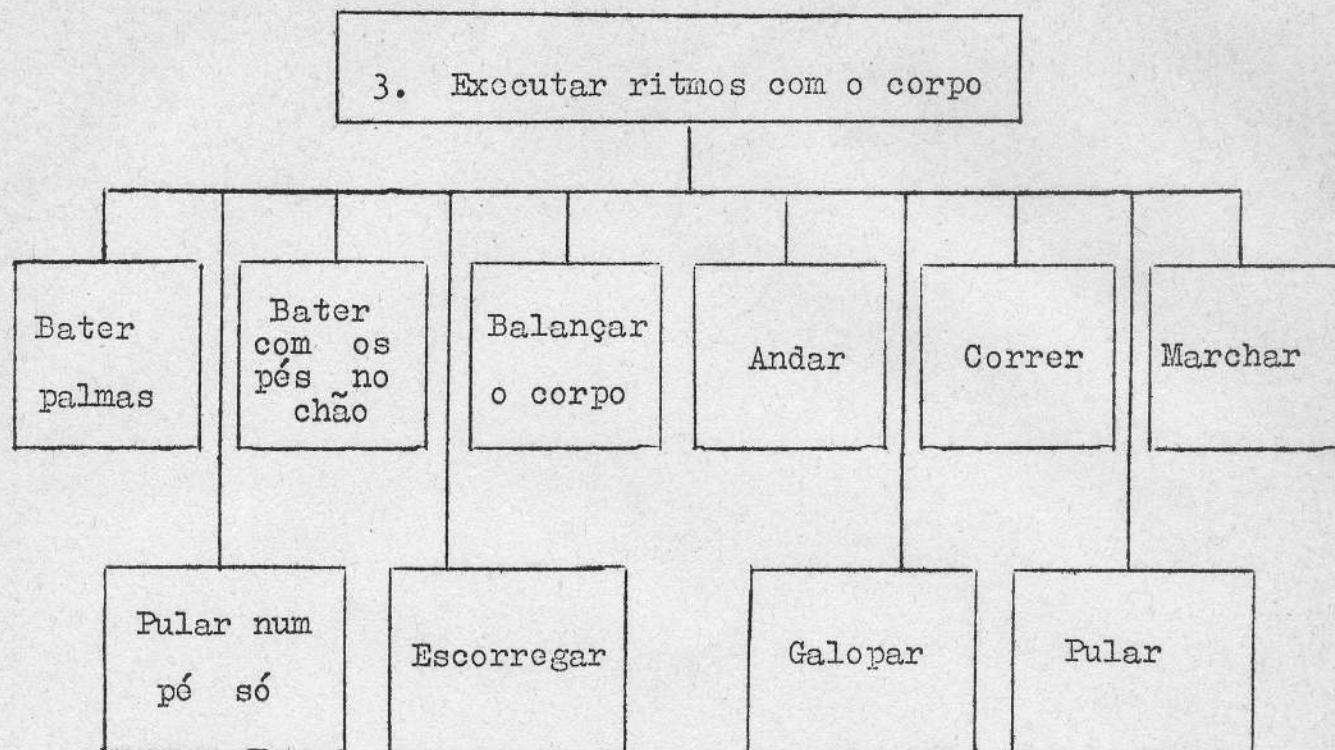 3. Executar ritmos com o corpo
Bater
palmas
Bater
com os
pés no
chão
Balançar
o corpo
Andar
Correr
Marchar
Pular num
pé só
Escorregar
Galopar
Pular